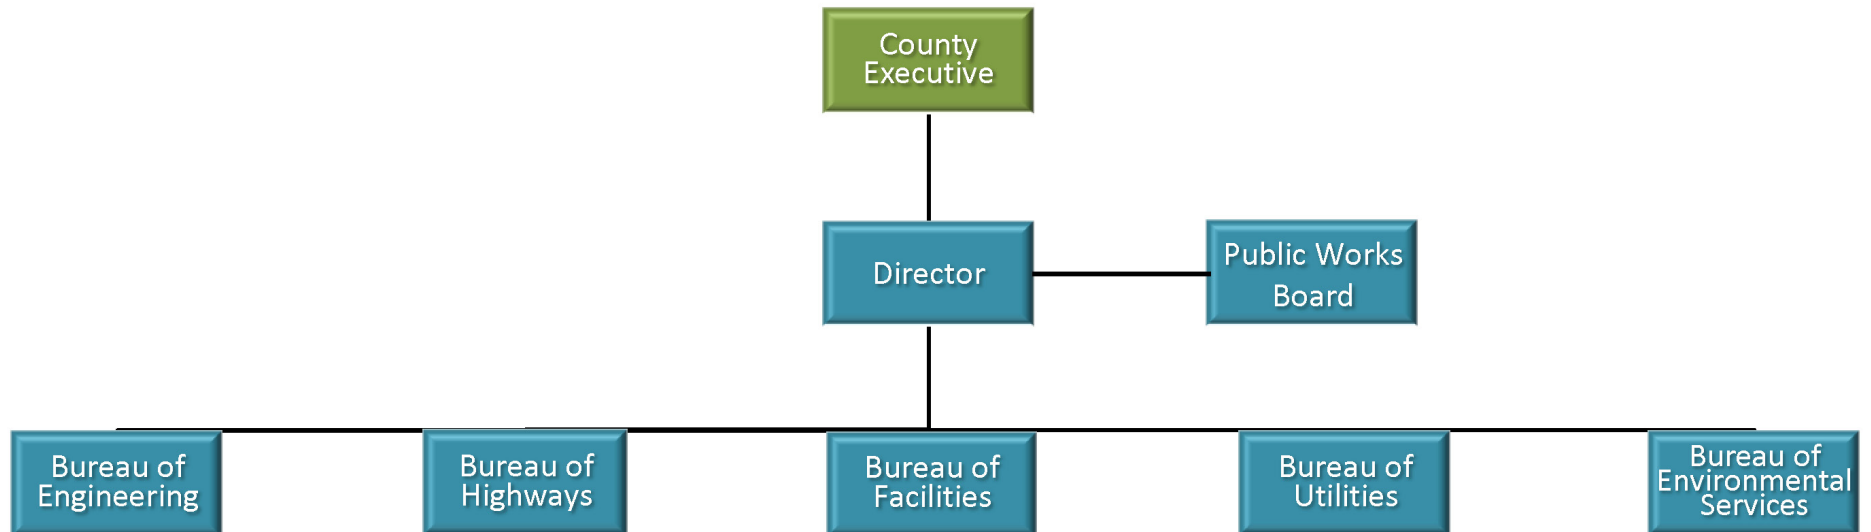 County
Executive
Director
Public Works
Board
Bureau of
Engineering
Bureau of
Highways
Bureau of
Facilities
Bureau of
Utilities
Bureau of
Environmental
Services